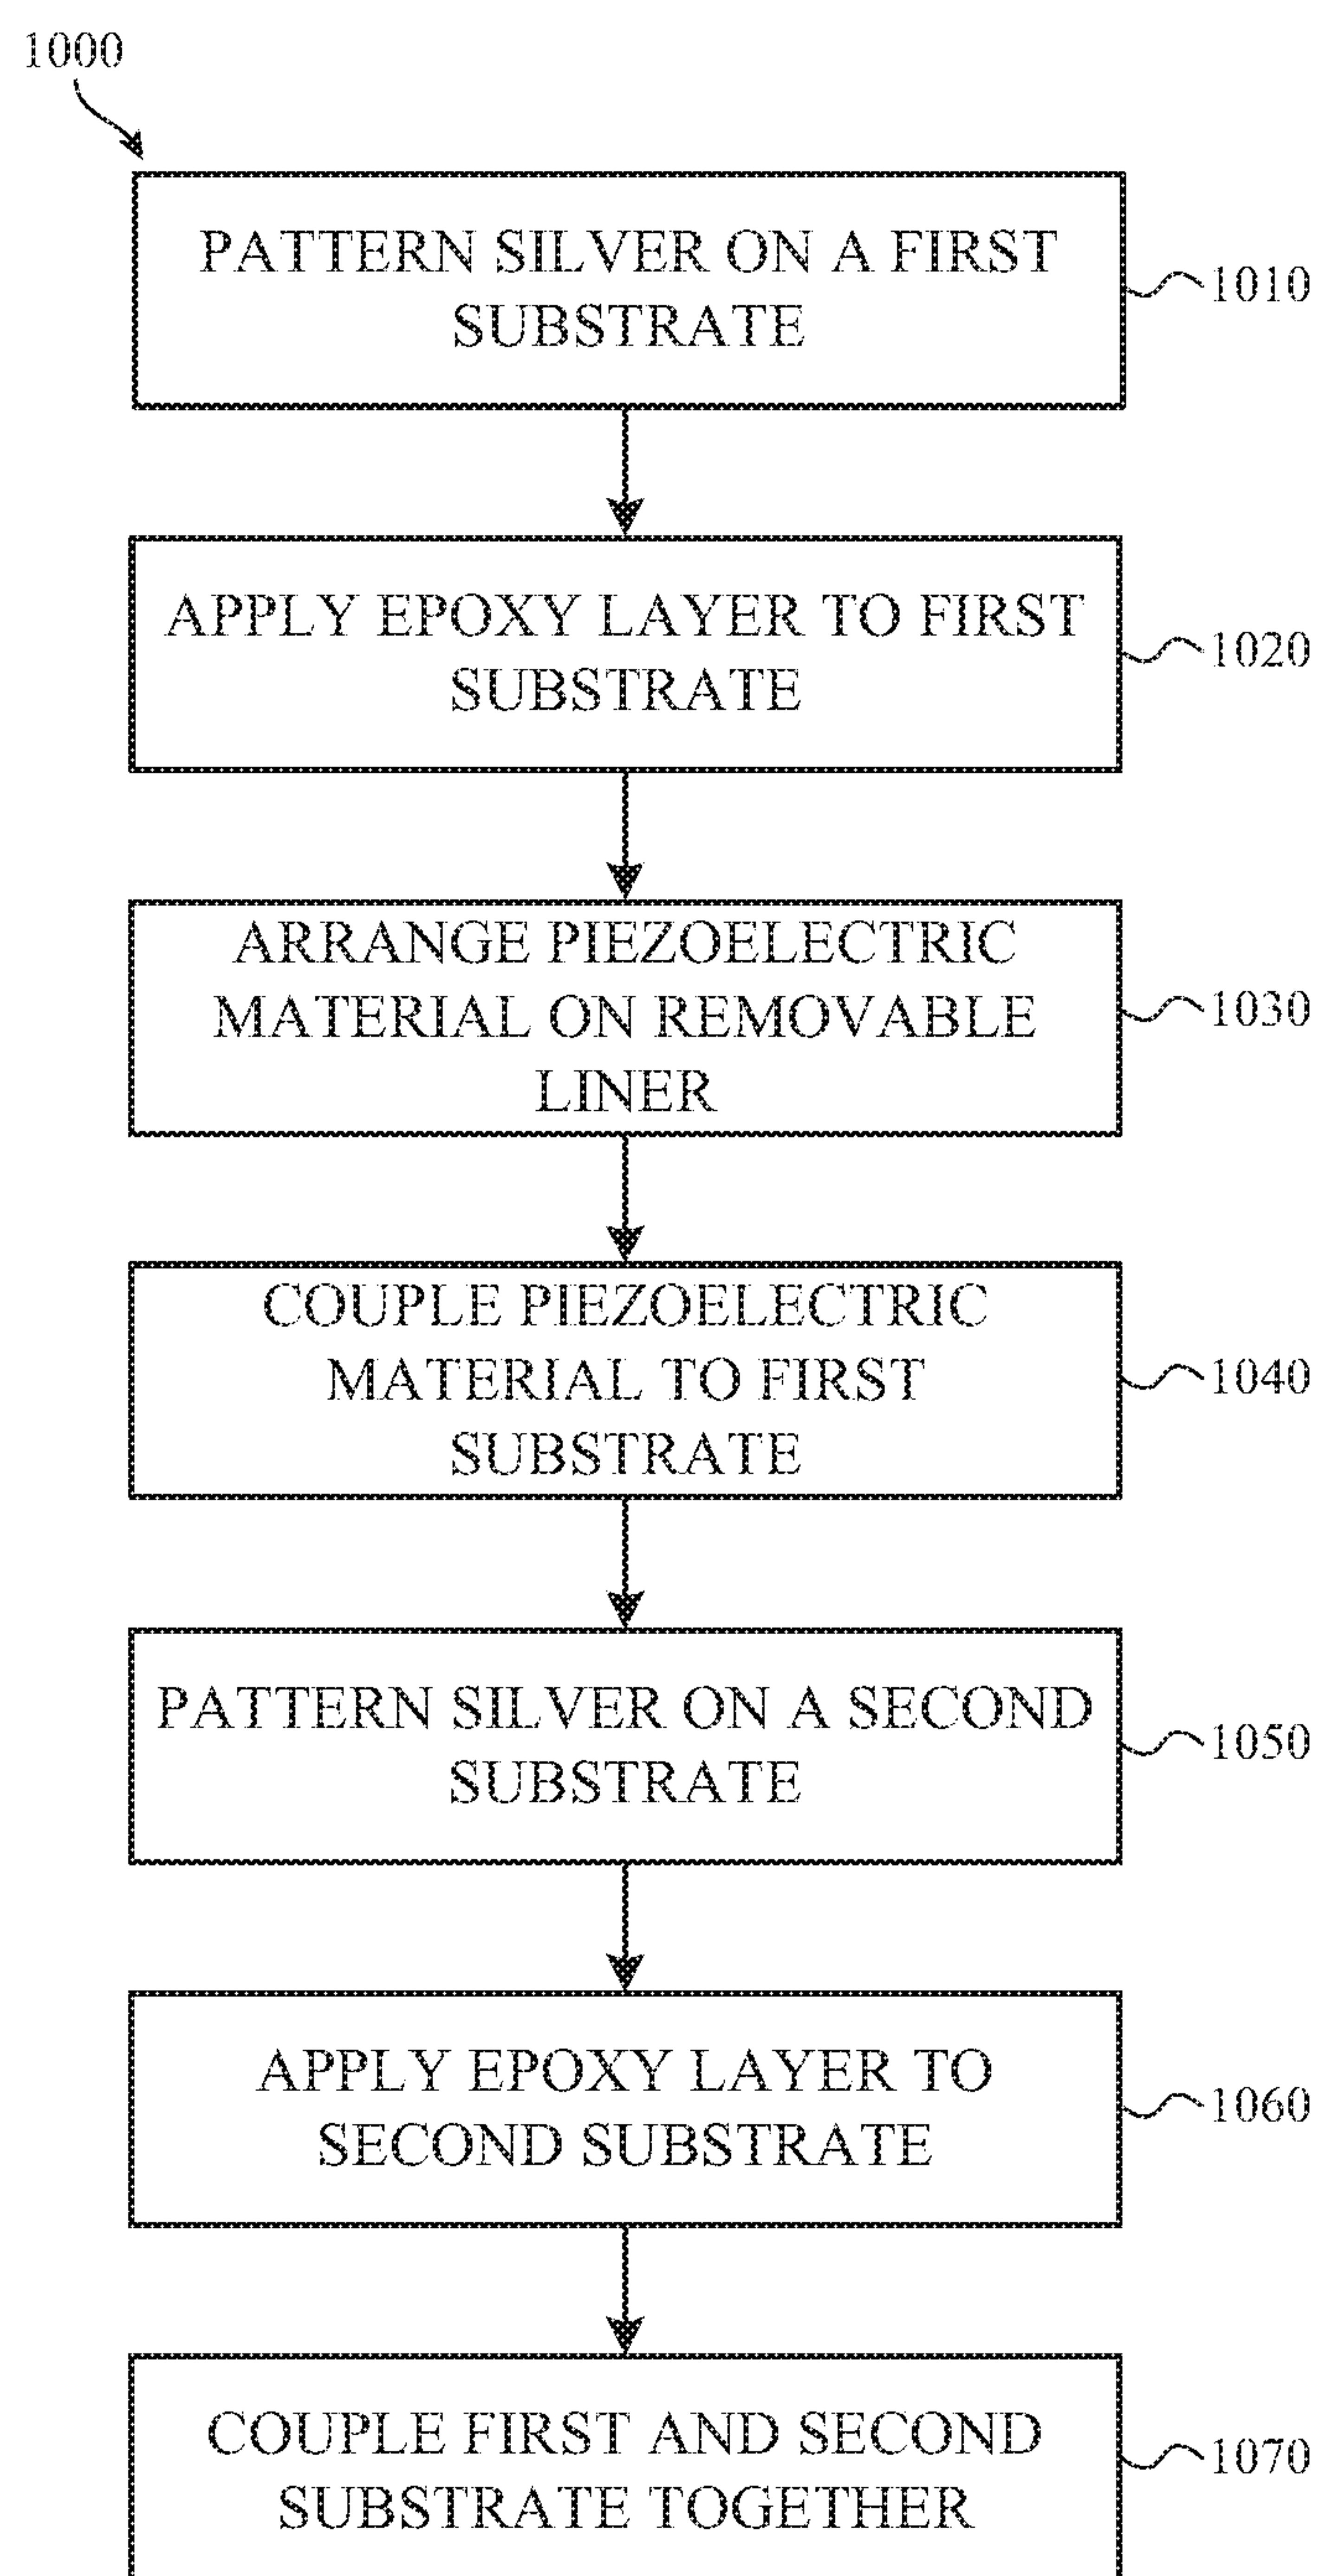 1000
PATTERN SILVER ON A FIRST
SUBSTRATE
1010
APPLY EPOXY LAYER TO FIRST
SUBSTRATE
1020
ARRANGE PIEZOELECTRIC
MATERIAL ON REMOVABLE
LINER
1030
COUPLE PIEZOELECTRIC
MATERIAL TO FIRST
SUBSTRATE
1040
PATTERN SILVER ON A SECOND
SUBSTRATE
1050
APPLY EPOXY LAYER TO
SECOND SUBSTRATE
1060
COUPLE FIRST AND SECOND
SUBSTRATE TOGETHER
1070